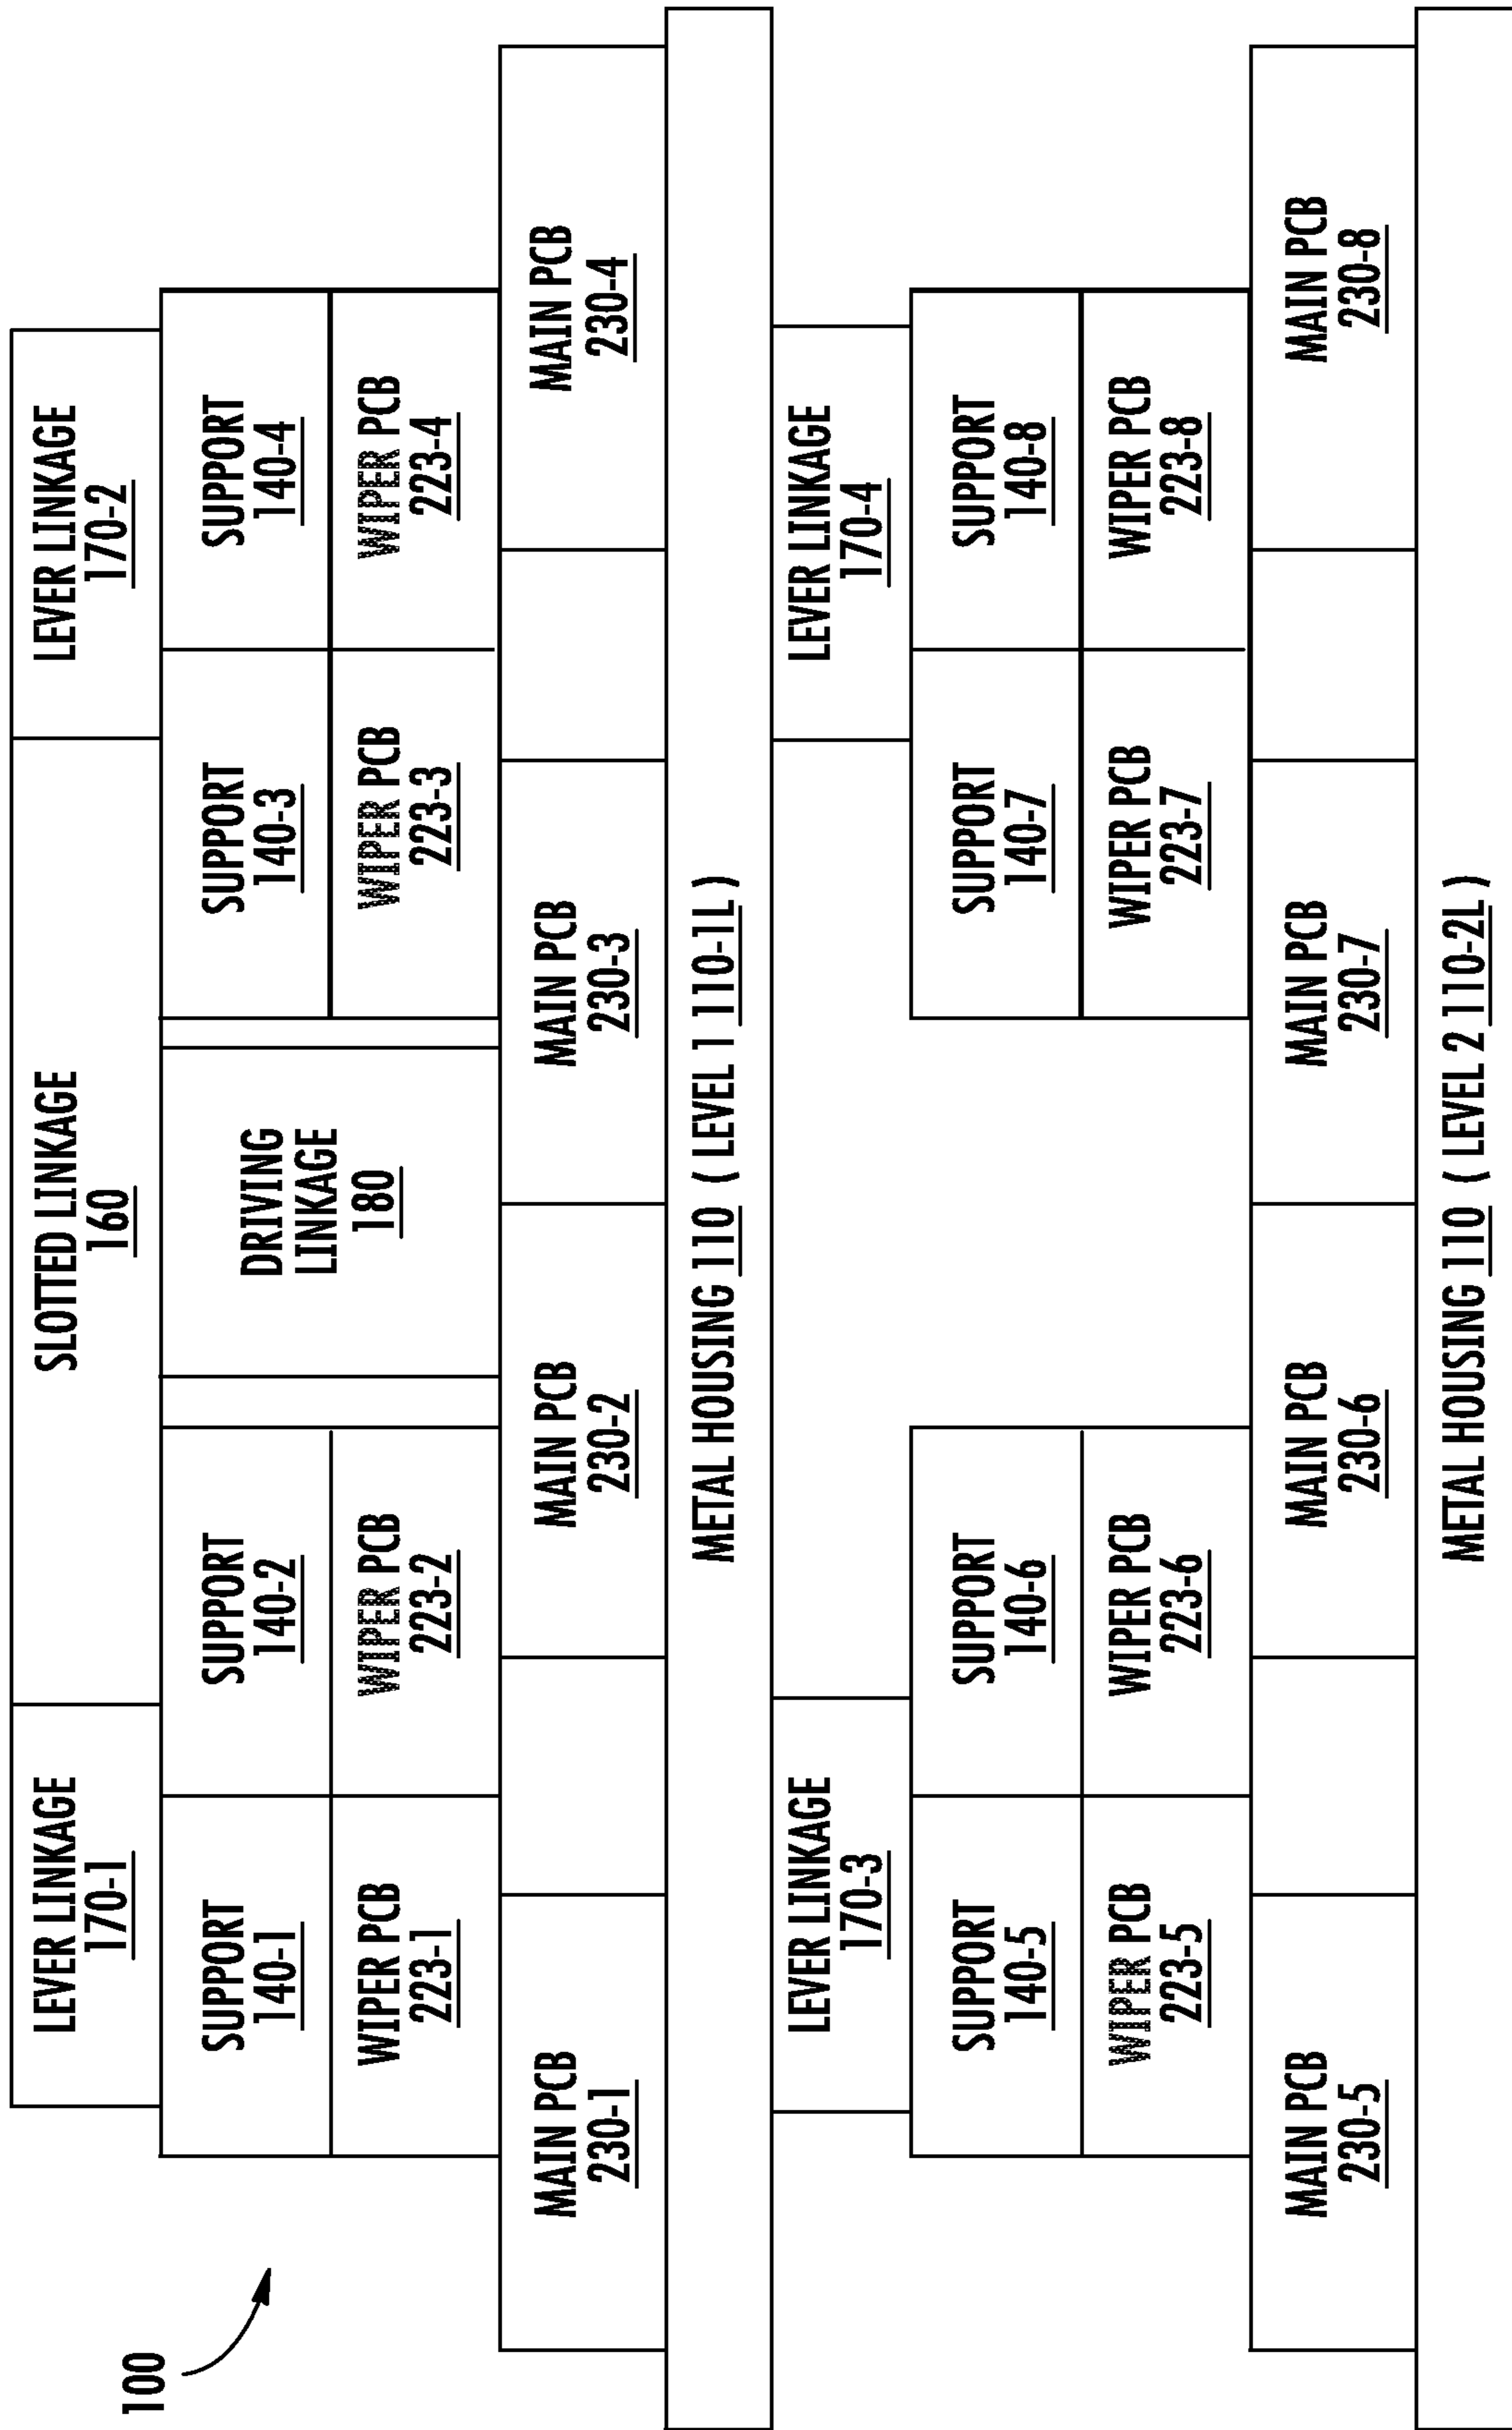 100
LEVER LINKAGE
170-1
SLOTTED LINKAGE
160
LEVER LINKAGE
170-2
SUPPORT
140-1
SUPPORT
140-2
DRIVING
LINKAGE
180
SUPPORT
140-3
SUPPORT
140-4
WIPER PCB
223-1
WIPER PCB
223-2
WIPER PCB
223-3
WIPER PCB
223-4
MAIN PCB
230-1
MAIN PCB
230-2
MAIN PCB
230-3
MAIN PCB
230-4
METAL HOUSING 110 ( LEVEL 1 110-1L )
LEVER LINKAGE
170-3
LEVER LINKAGE
170-4
SUPPORT
140-5
SUPPORT
140-6
SUPPORT
140-7
SUPPORT
140-8
WIPER PCB
223-5
WIPER PCB
223-6
WIPER PCB
223-7
WIPER PCB
223-8
MAIN PCB
230-5
MAIN PCB
230-6
MAIN PCB
230-7
MAIN PCB
230-8
METAL HOUSING 110 ( LEVEL 2 110-2L )